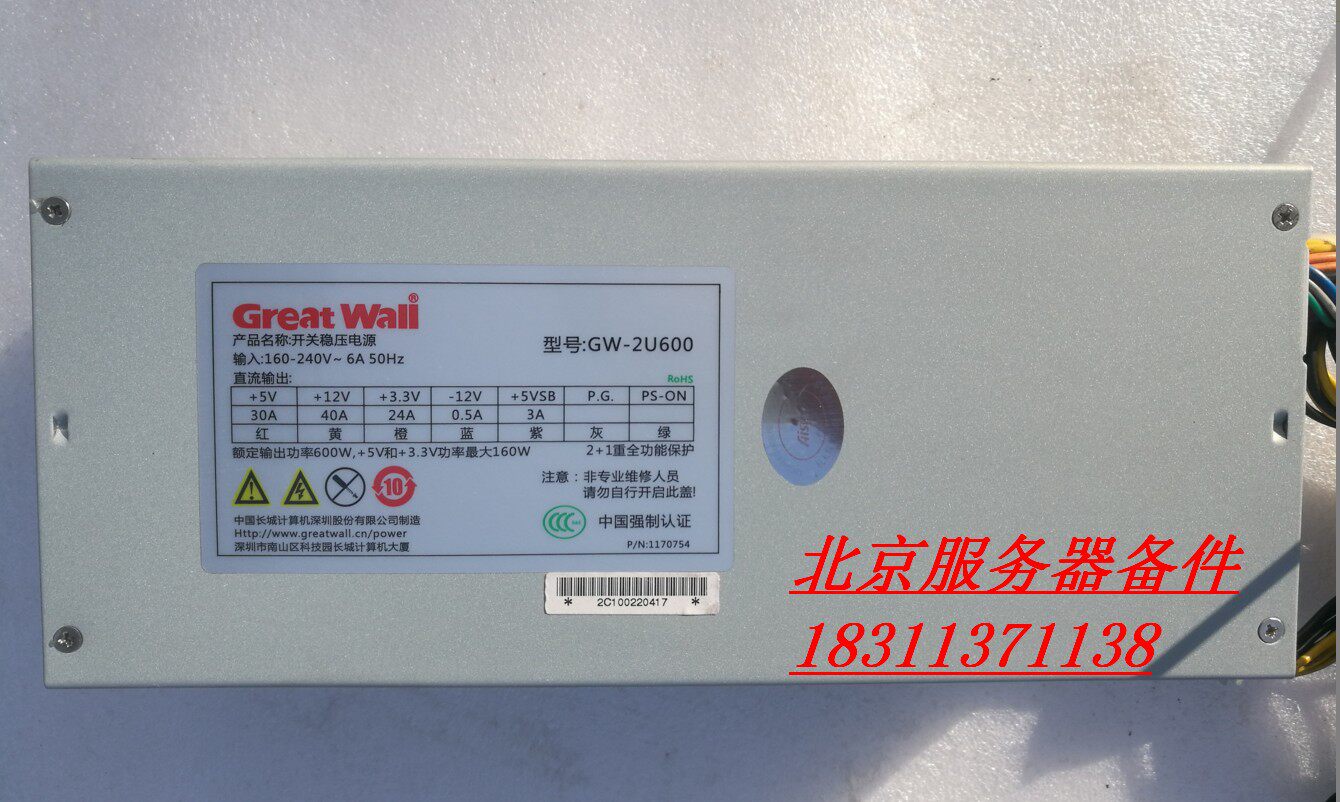 Great Wall®
产品名称:开关稳压电源
输入:160-240V~ 6A 50Hz
型号:GW-2U600
直流输出:
RoHS
+5V +12V +3.3V -12V +5VSB P.G. PS-ON
30A 40A 24A 0.5A 3A
红 黄 橙 蓝 紫 灰 绿
额定输出功率600W,+5V和+3.3V功率最大160W
2+1重全功能保护
注意：非专业维修人员
请勿自行开启此盖!
10
中国长城计算机深圳股份有限公司制造
Http://www.greatwall.cn/power
深圳市南山区科技园长城计算机大厦
中国强制认证
P/N:1170754
* 2C100220417 *
北京服务器备件
18311371138